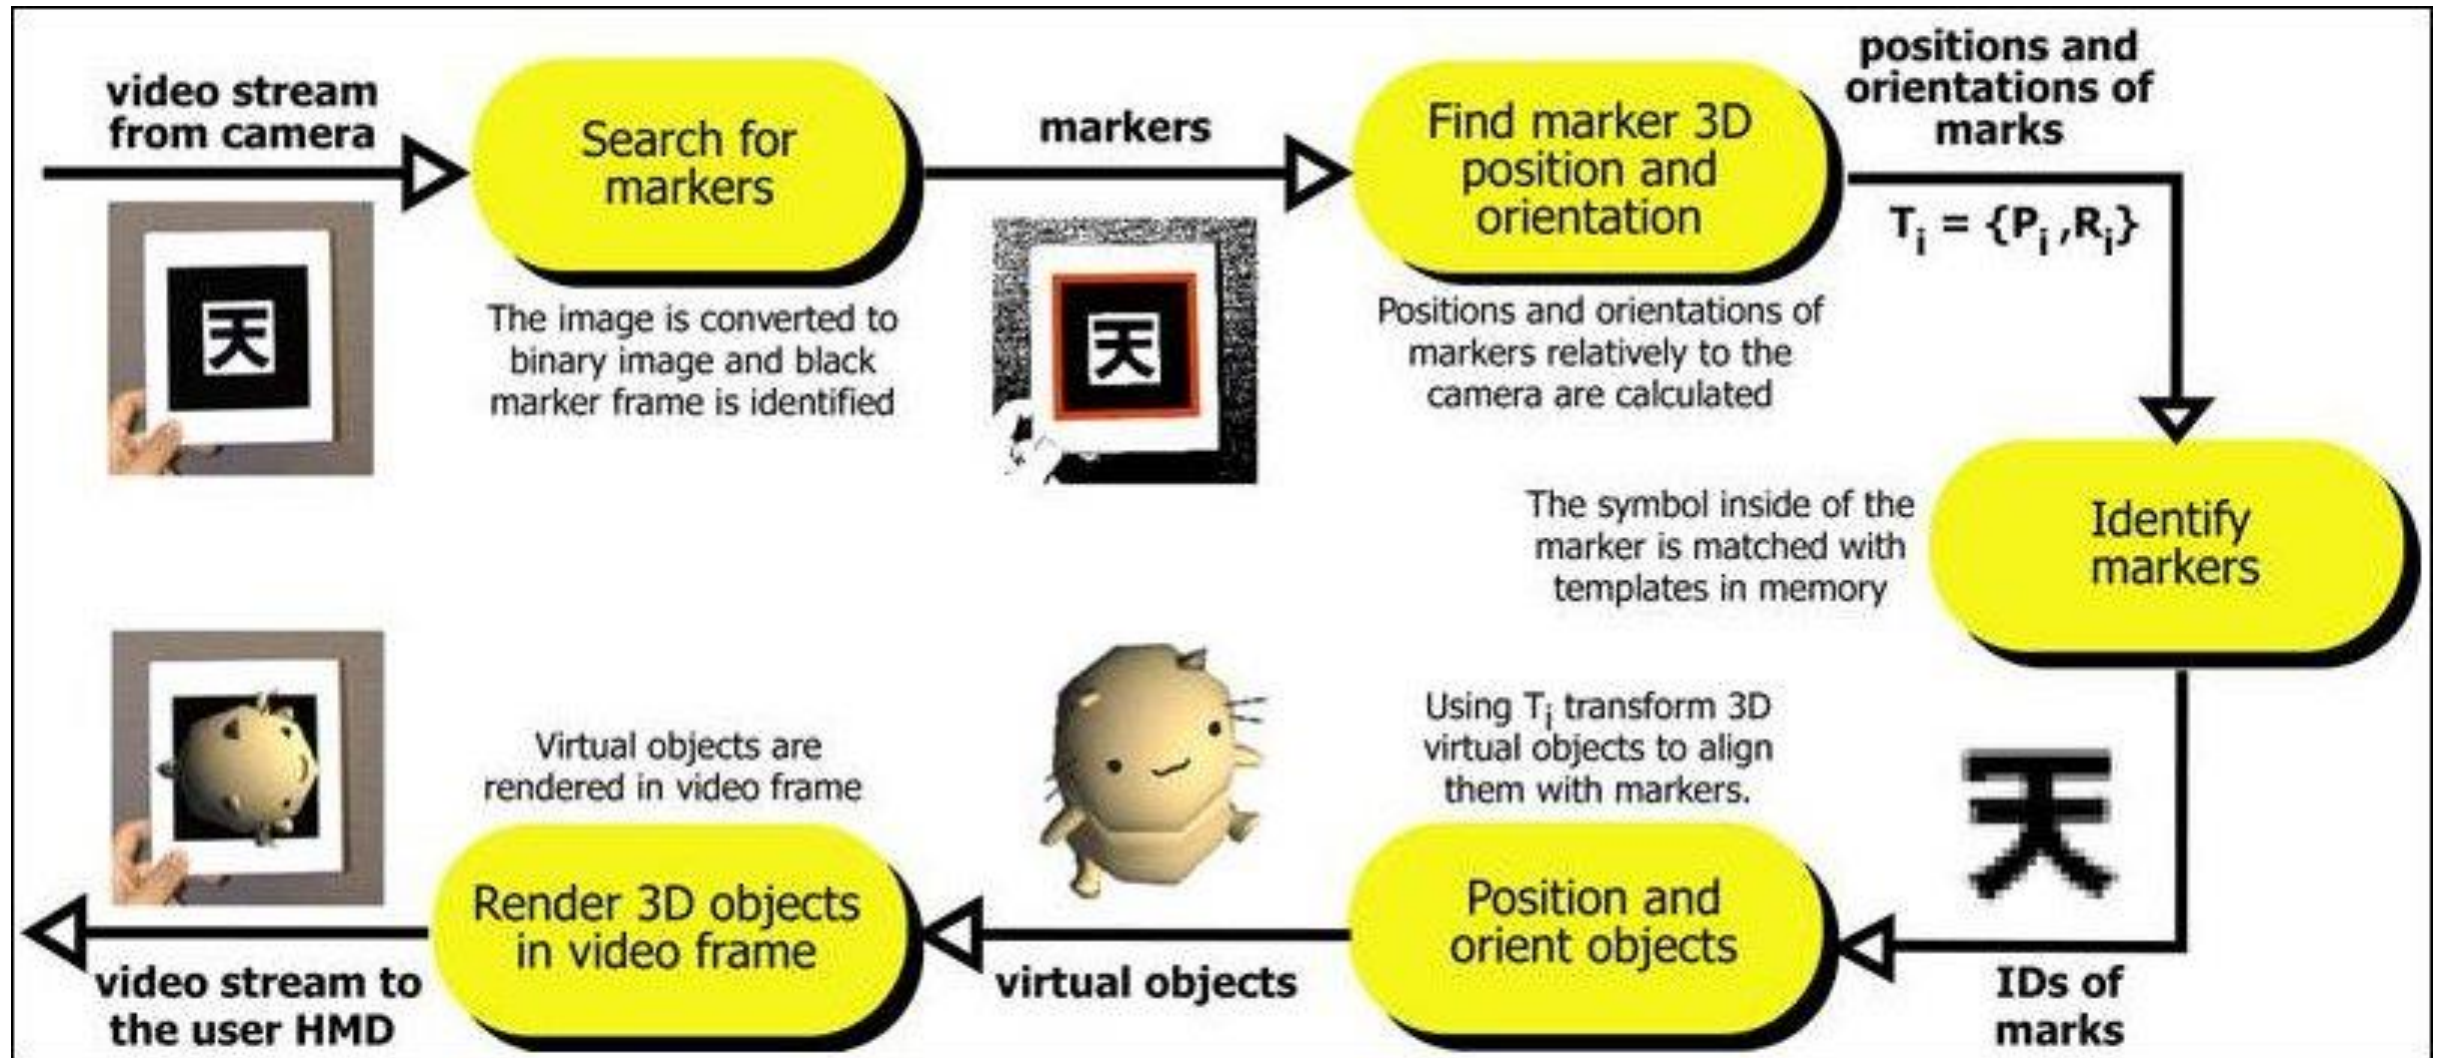 video stream
from camera
天
Search for
markers
The image is converted to
binary image and black
marker frame is identified
markers
天
Find marker 3D
position and
orientation
Positions and orientations of
markers relatively to the
camera are calculated
positions and
orientations of
marks
Ti = {Pi ,Ri}
Identify
markers
The symbol inside of the
marker is matched with
templates in memory
天
IDs of
marks
Using Ti transform 3D
virtual objects to align
them with markers.
Position and
orient objects
virtual objects
Virtual objects are
rendered in video frame
Render 3D objects
in video frame
video stream to
the user HMD